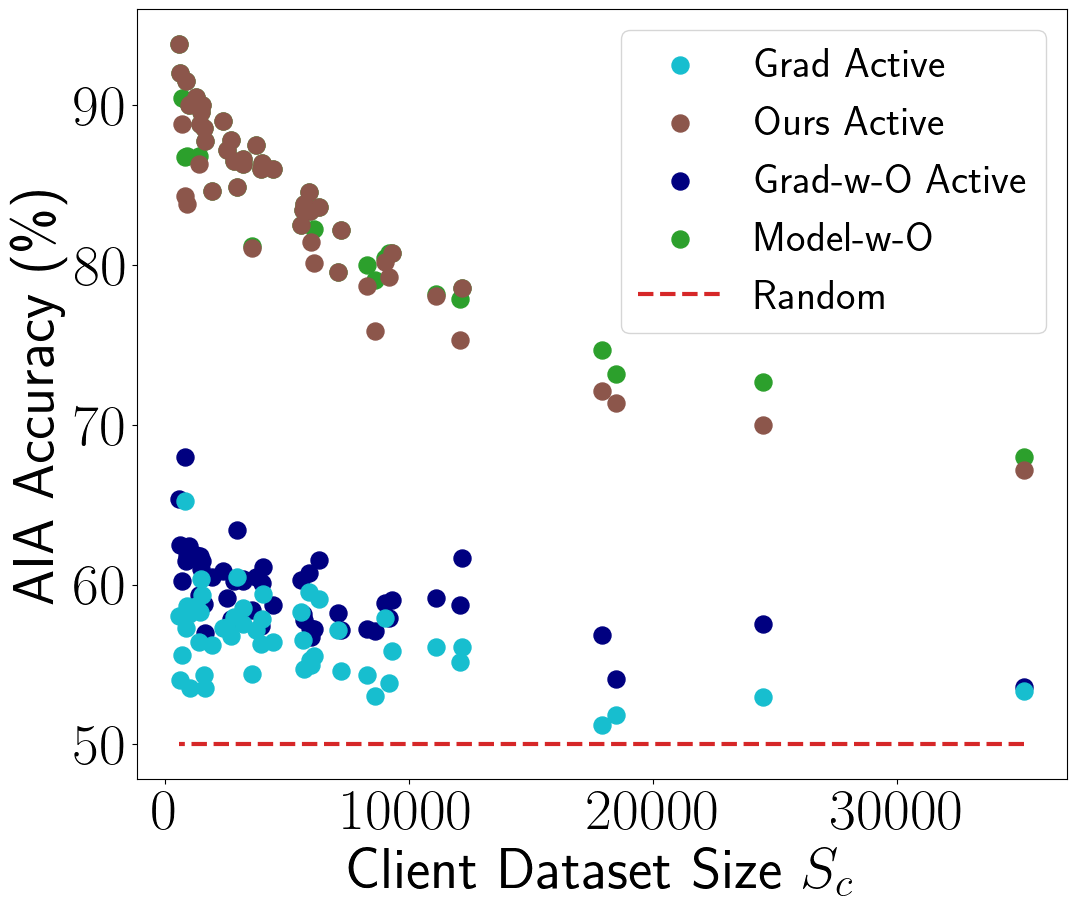 AIA Accuracy (%)
90
80
70
60
50
0
10000
20000
30000
Client Dataset Size S_c
Grad Active
Ours Active
Grad-w-O Active
Model-w-O
Random